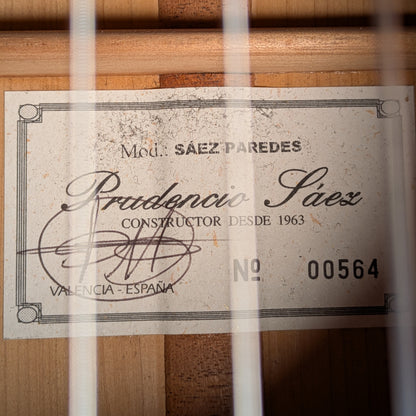 Mod.: SÁEZ PAREDES
Prudencio Sáez
CONSTRUCTOR DESDE 1963
Nº 00564
VALENCIA - ESPAÑA